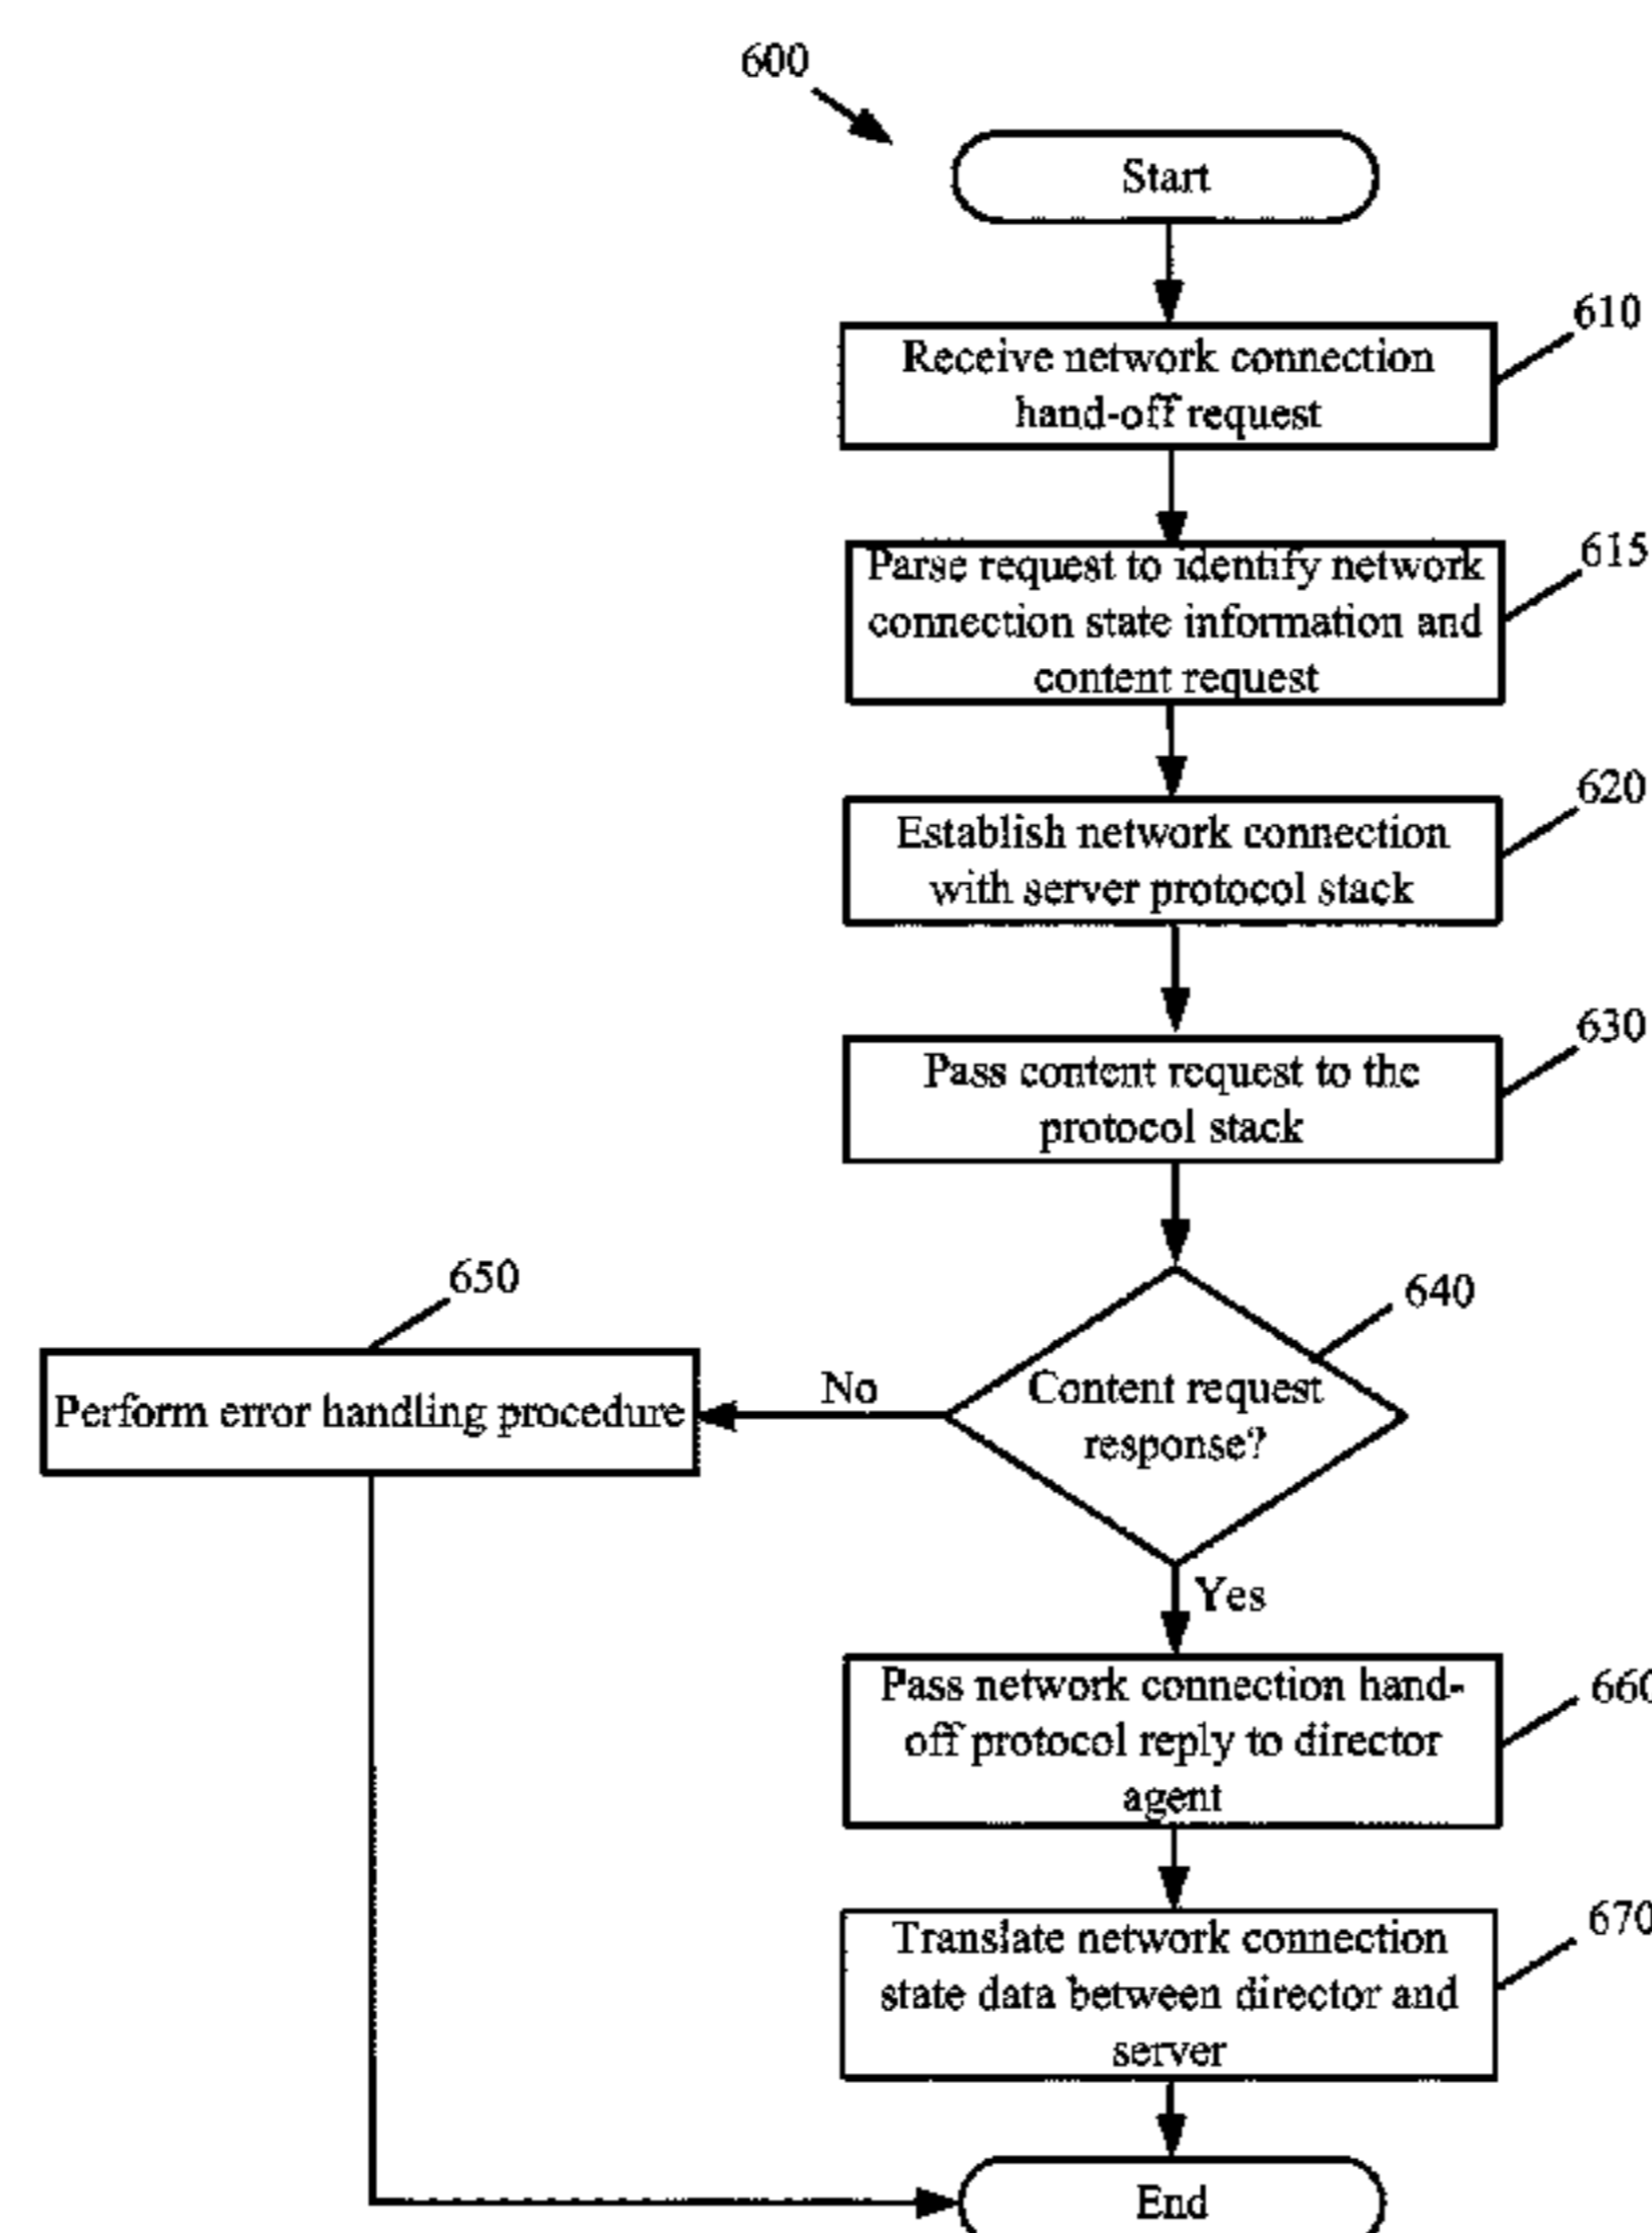 600
Start
610
Receive network connection
hand-off request
615
Parse request to identify network
connection state information and
content request
620
Establish network connection
with server protocol stack
630
Pass content request to the
protocol stack
640
Content request
response?
No
650
Perform error handling procedure
Yes
660
Pass network connection hand-
off protocol reply to director
agent
670
Translate network connection
state data between director and
server
End